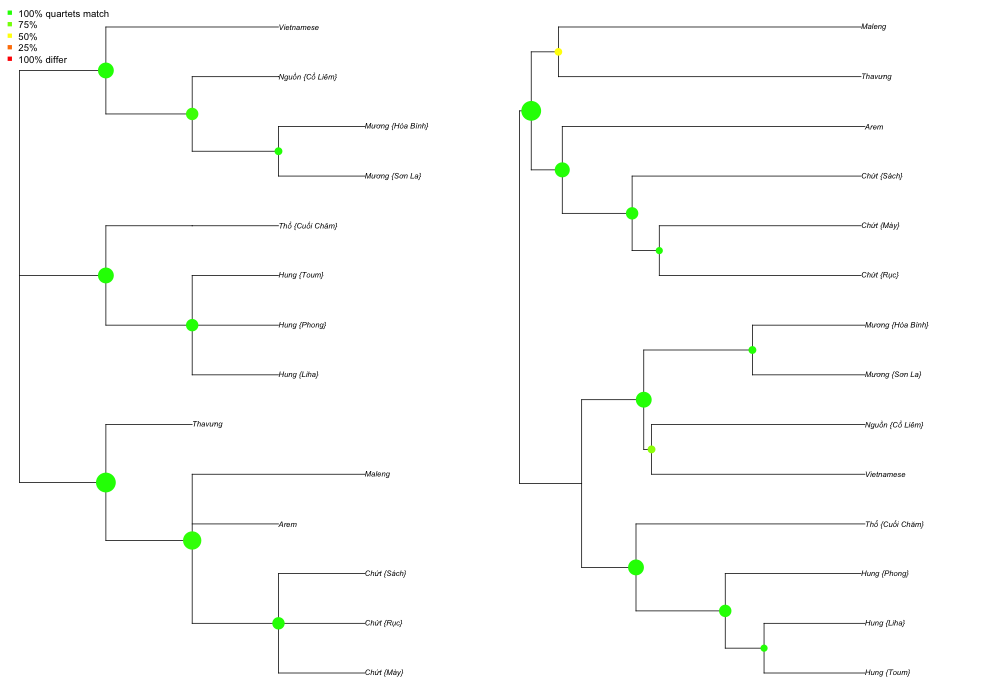 100% quartets match
75%
50%
25%
100% differ
Vietnamese
Nguồn {Cổ Liêm}
Mương {Hòa Bình}
Mương {Sơn La}
Thổ {Cuối Chăm}
Hung {Toum}
Hung {Phong}
Hung {Liha}
Thavung
Maleng
Arem
Chứt {Sách}
Chứt {Rục}
Chứt {Mày}
Maleng
Thavưng
Arem
Chứt {Sách}
Chứt {Mày}
Chứt {Rục}
Mương {Hòa Bình}
Mương {Sơn La}
Nguồn {Cổ Liêm}
Vietnamese
Thổ {Cuối Chăm}
Hung {Phong}
Hung {Liha}
Hung {Toum}